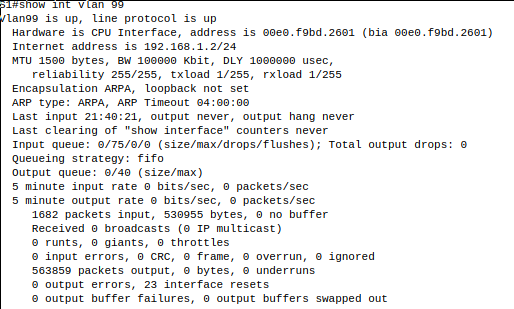 S1#show int vlan 99
Vlan99 is up, line protocol is up
Hardware is CPU Interface, address is 00e0.f9bd.2601 (bia 00e0.f9bd.2601)
Internet address is 192.168.1.2/24
MTU 1500 bytes, BW 100000 Kbit, DLY 1000000 usec,
reliability 255/255, txload 1/255, rxload 1/255
Encapsulation ARPA, loopback not set
ARP type: ARPA, ARP Timeout 04:00:00
Last input 21:40:21, output never, output hang never
Last clearing of "show interface" counters never
Input queue: 0/75/0/0 (size/max/drops/flushes); Total output drops: 0
Queueing strategy: fifo
Output queue: 0/40 (size/max)
5 minute input rate 0 bits/sec, 0 packets/sec
5 minute output rate 0 bits/sec, 0 packets/sec
1682 packets input, 530955 bytes, 0 no buffer
Received 0 broadcasts (0 IP multicast)
0 runts, 0 giants, 0 throttles
0 input errors, 0 CRC, 0 frame, 0 overrun, 0 ignored
563859 packets output, 0 bytes, 0 underruns
0 output errors, 23 interface resets
0 output buffer failures, 0 output buffers swapped out